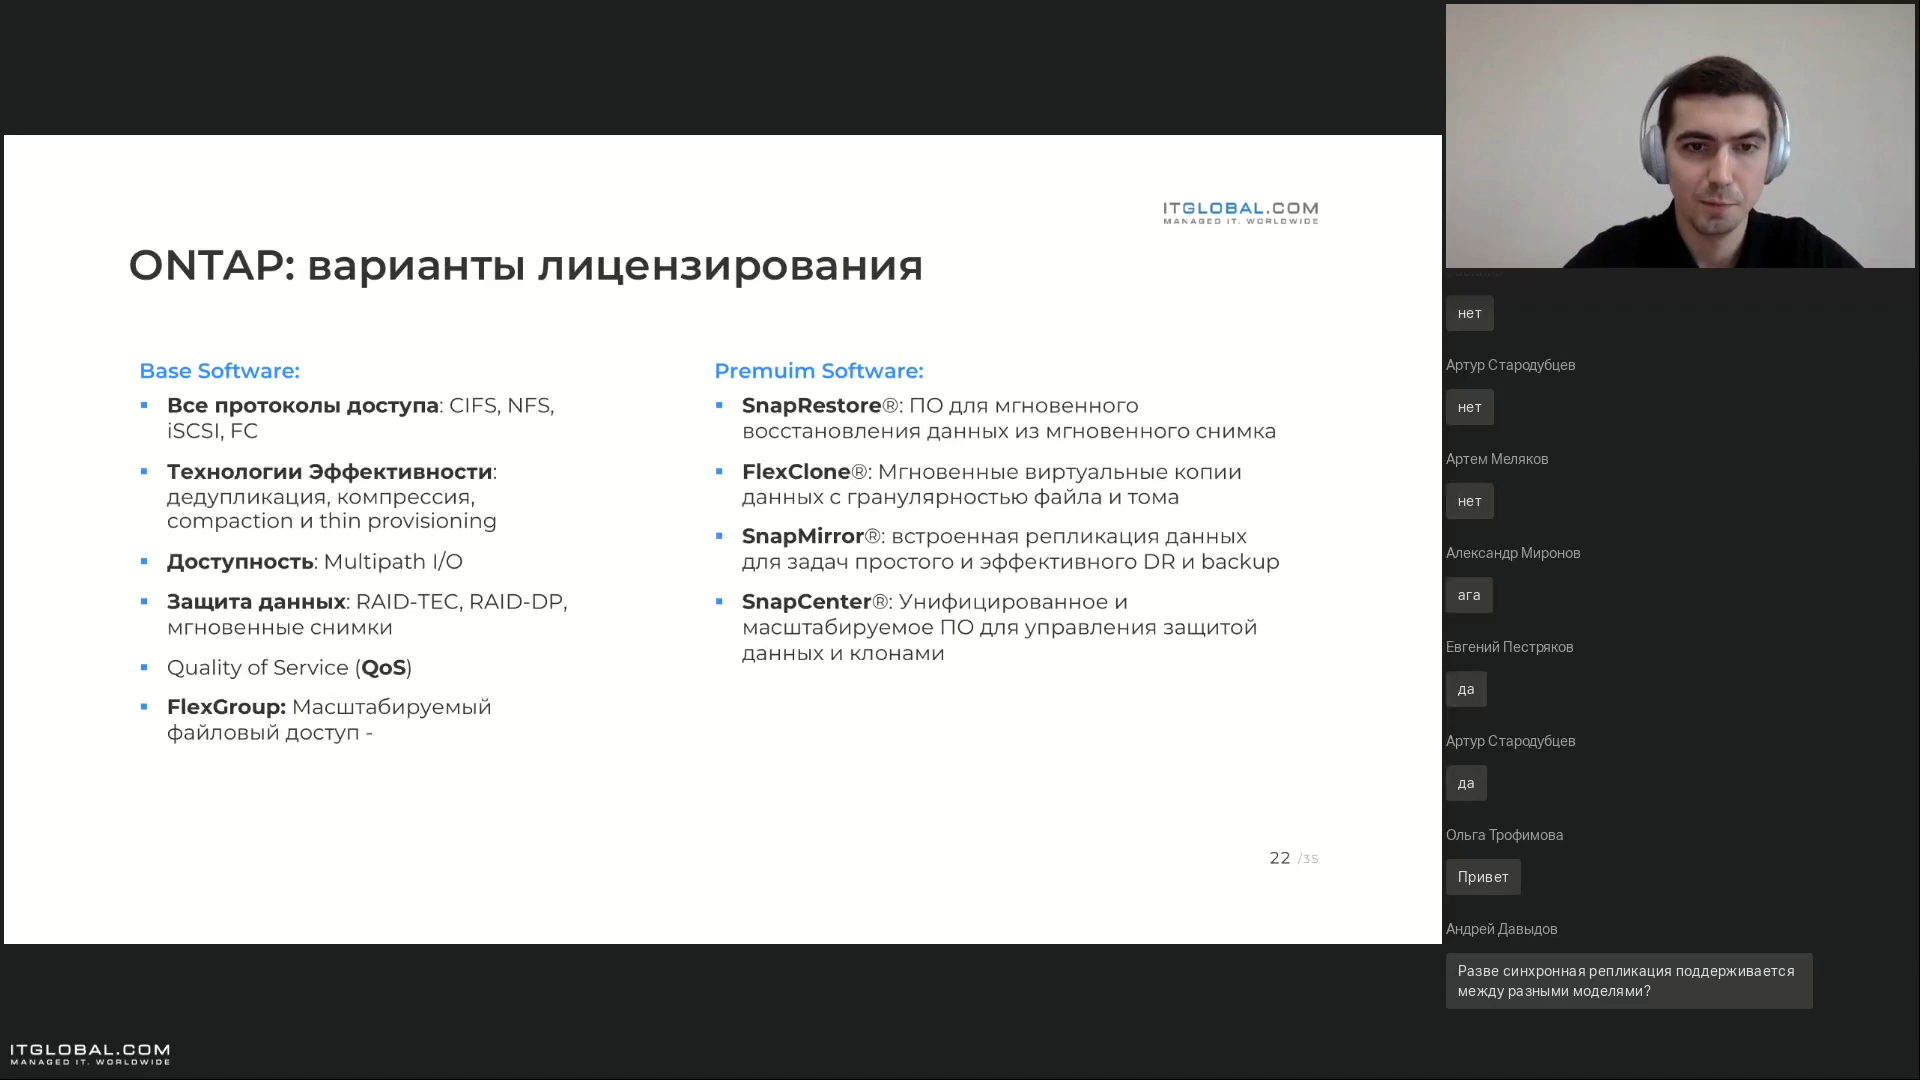 ITGLOBAL.COM
MANAGED IT. WORLDWIDE
ONTAP: варианты лицензирования
Base Software:
▪ Все протоколы доступа: CIFS, NFS,
iSCSI, FC
▪ Технологии Эффективности:
дедупликация, компрессия,
compaction и thin provisioning
▪ Доступность: Multipath I/O
▪ Защита данных: RAID-TEC, RAID-DP,
мгновенные снимки
▪ Quality of Service (QoS)
▪ FlexGroup: Масштабируемый
файловый доступ -
Premuim Software:
▪ SnapRestore®: ПО для мгновенного
восстановления данных из мгновенного снимка
▪ FlexClone®: Мгновенные виртуальные копии
данных с гранулярностью файла и тома
▪ SnapMirror®: встроенная репликация данных
для задач простого и эффективного DR и backup
▪ SnapCenter®: Унифицированное и
масштабируемое ПО для управления защитой
данных и клонами
22 /35
нет
Артур Стародубцев
нет
Артем Меляков
нет
Александр Миронов
ага
Евгений Пестряков
да
Артур Стародубцев
да
Ольга Трофимова
Привет
Андрей Давыдов
Разве синхронная репликация поддерживается
между разными моделями?
ITGLOBAL.COM
MANAGED IT. WORLDWIDE